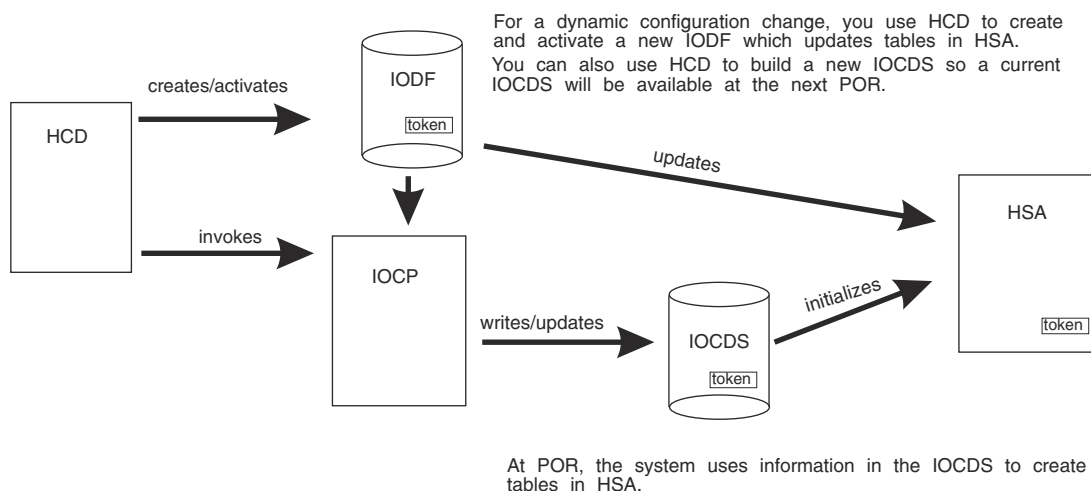 For a dynamic configuration change, you use HCD to create
and activate a new IODF which updates tables in HSA.
You can also use HCD to build a new IOCDS so a current
IOCDS will be available at the next POR.
IODF
creates/activates
token
HCD
updates
HSA
invokes
IOCP
initializes
writes/updates
IOCDS
token
token
At POR, the system uses information in the IOCDS to create
tables in HSA.